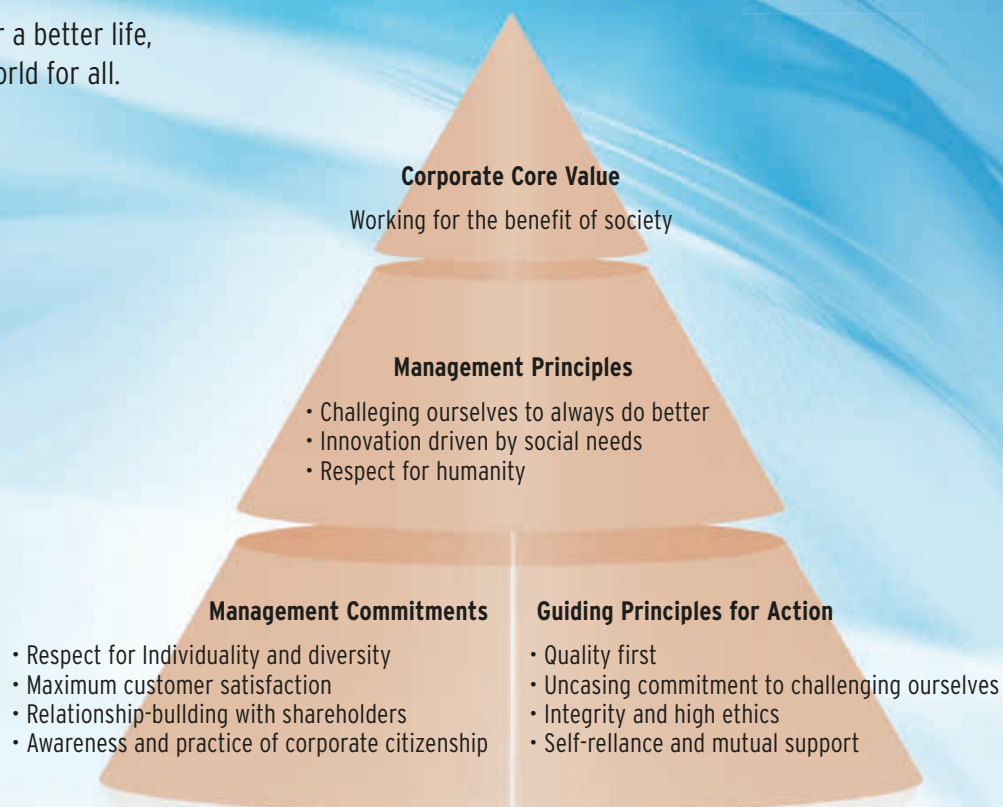 r a better life,
orld for all.
Corporate Core Value
Working for the benefit of society
Management Principles
• Challeging ourselves to always do better
• Innovation driven by social needs
• Respect for humanity
Management Commitments
• Respect for Individuality and diversity
• Maximum customer satisfaction
• Relationship-bullding with shareholders
• Awareness and practice of corporate citizenship
Guiding Principles for Action
• Quality first
• Uncasing commitment to challenging ourselves
• Integrity and high ethics
• Self-rellance and mutual support